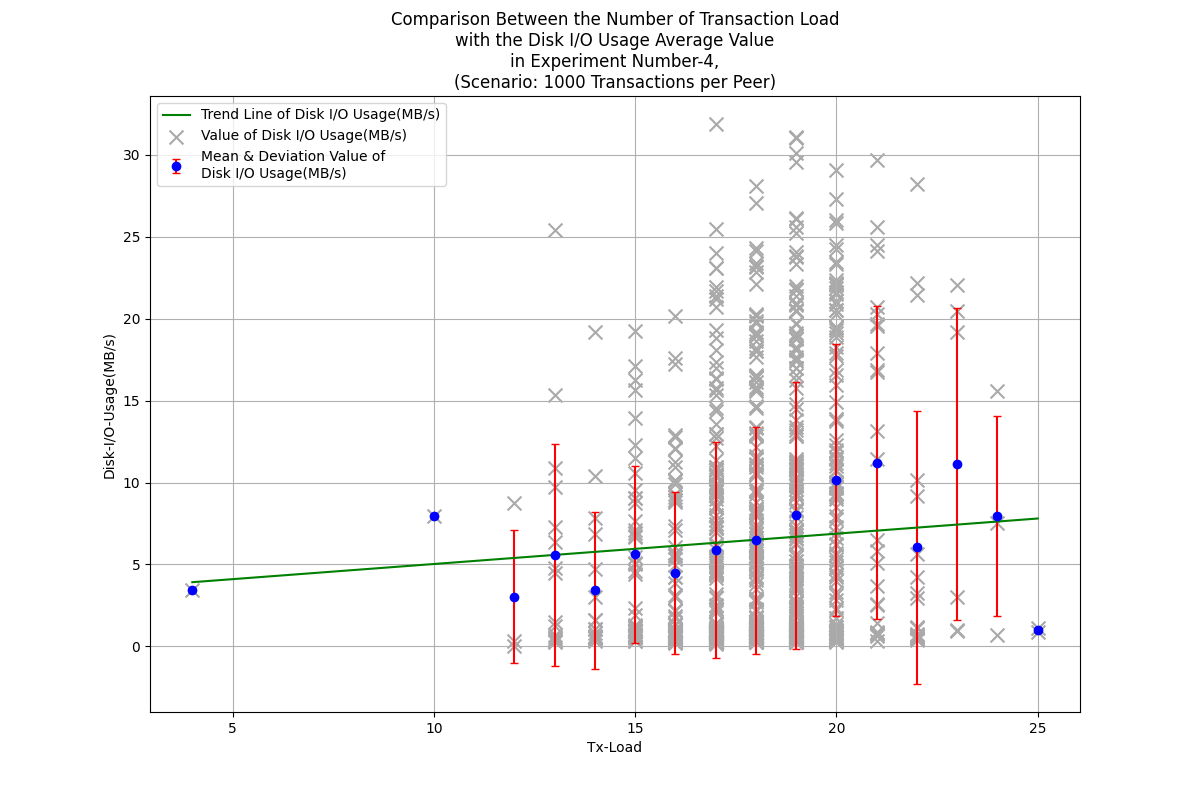 Comparison Between the Number of Transaction Load
with the Disk I/O Usage Average Value
in Experiment Number-4,
(Scenario: 1000 Transactions per Peer)
Trend Line of Disk I/O Usage(MB/s)
Value of Disk I/O Usage(MB/s)
Mean & Deviation Value of
Disk I/O Usage(MB/s)
Disk-I/O-Usage(MB/s)
30
25
20
15
10
5
0
5 10 15 20 25
Tx-Load